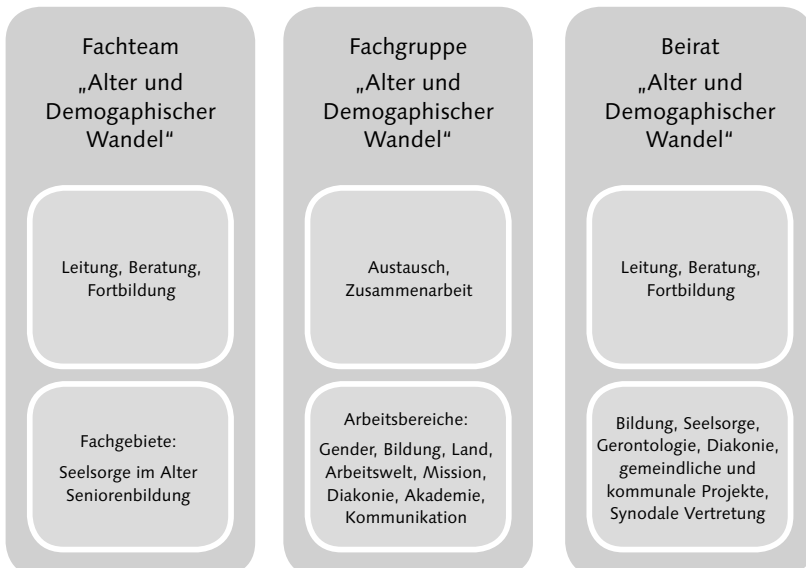 Fachteam
„Alter und
Demogaphischer
Wandel“
Leitung, Beratung,
Fortbildung
Fachgebiete:
Seelsorge im Alter
Seniorenbildung
Fachgruppe
„Alter und
Demogaphischer
Wandel“
Austausch,
Zusammenarbeit
Arbeitsbereiche:
Gender, Bildung, Land,
Arbeitswelt, Mission,
Diakonie, Akademie,
Kommunikation
Beirat
„Alter und
Demogaphischer
Wandel“
Leitung, Beratung,
Fortbildung
Bildung, Seelsorge,
Gerontologie, Diakonie,
gemeindliche und
kommunale Projekte,
Synodale Vertretung